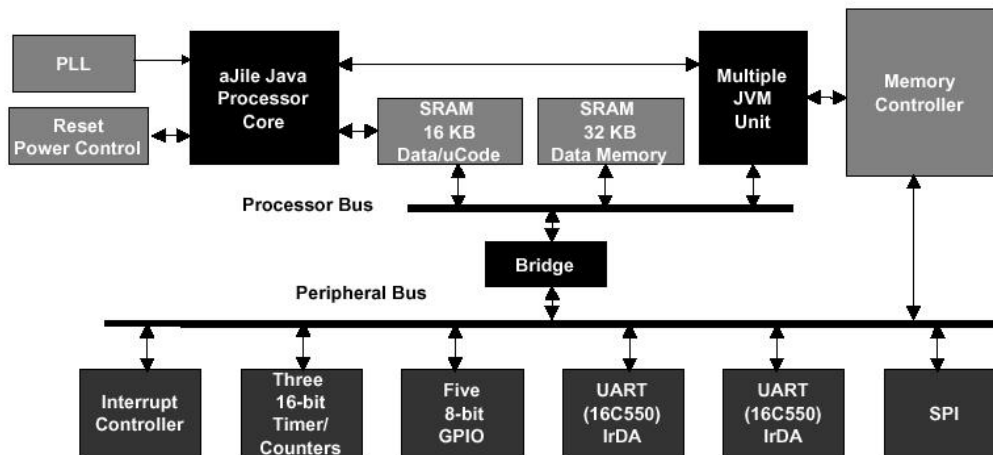 PLL
Reset
Power Control
aJile Java
Processor
Core
SRAM
16 KB
Data/uCode
SRAM
32 KB
Data Memory
Multiple
JVM
Unit
Memory
Controller
Processor Bus
Bridge
Peripheral Bus
Interrupt
Controller
Three
16-bit
Timer/
Counters
Five
8-bit
GPIO
UART
(16C550)
IrDA
UART
(16C550)
IrDA
SPI